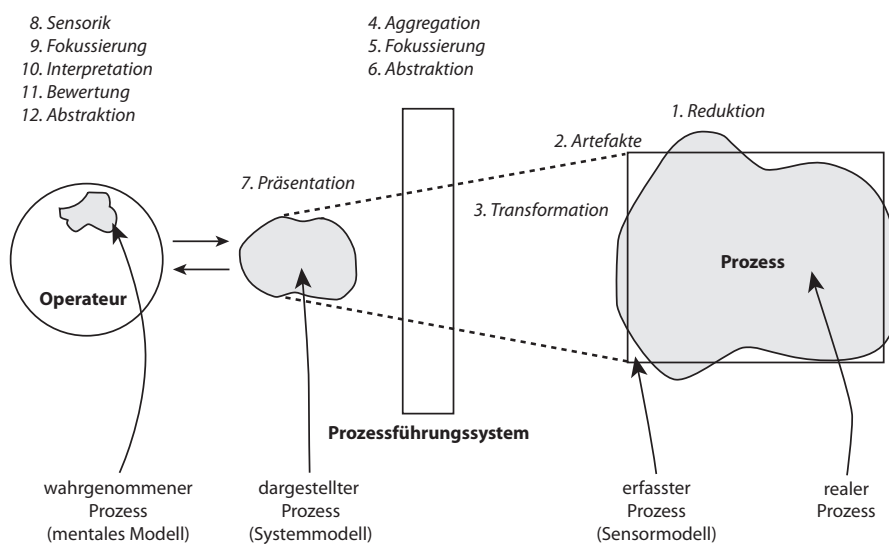 8. Sensorik
9. Fokussierung
10. Interpretation
11. Bewertung
12. Abstraktion
4. Aggregation
5. Fokussierung
6. Abstraktion
1. Reduktion
2. Artefakte
7. Präsentation
3. Transformation
Operateur
Prozess
Prozessführungssystem
wahrgenommener
Prozess
(mentales Modell)
dargestellter
Prozess
(Systemmodell)
erfasster
Prozess
(Sensormodell)
realer
Prozess